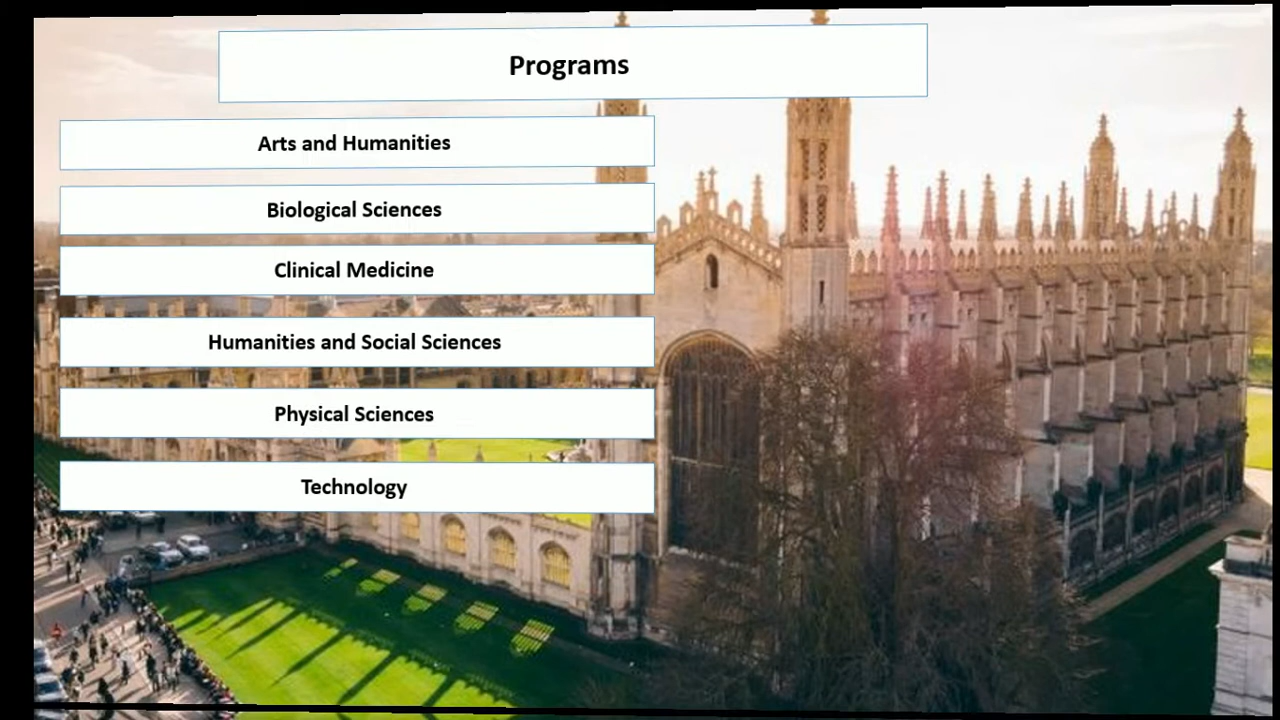 Programs
Arts and Humanities
Biological Sciences
Clinical Medicine
Humanities and Social Sciences
Physical Sciences
Technology